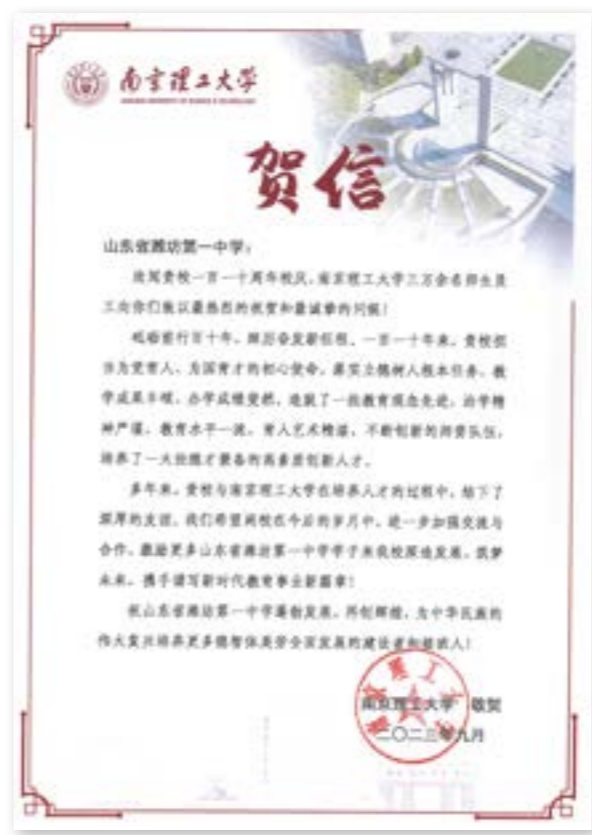 南京理工大学
NANJING UNIVERSITY OF SCIENCE & TECHNOLOGY
贺信
山东省潍坊第一中学：
欣闻贵校一百一十周年校庆，南京理工大学三万余名师生员
工向你们致以最热烈的祝贺和最诚挚的问候！
砥砺前行百十年，踔厉奋发新征程。一百一十年来，贵校担
当为党育人、为国育才的初心使命，落实立德树人根本任务，教
学成果丰硕，办学成绩斐然，造就了一批教育观念先进、治学精
神严谨、教育水平一流、育人艺术精湛、不断创新的师资队伍，
培养了一大批德才兼备的高素质创新人才。
多年来，贵校与南京理工大学在培养人才的过程中，结下了
深厚的友谊。我们希望两校在今后的岁月中，进一步加强交流与
合作，激励更多山东省潍坊第一中学学子来我校深造发展，筑梦
未来，携手谱写新时代教育事业新篇章！
祝山东省潍坊第一中学蓬勃发展，再创辉煌，为中华民族的
伟大复兴培养更多德智体美劳全面发展的建设者和接班人！
南京理工大学 敬贺
二〇二三年九月